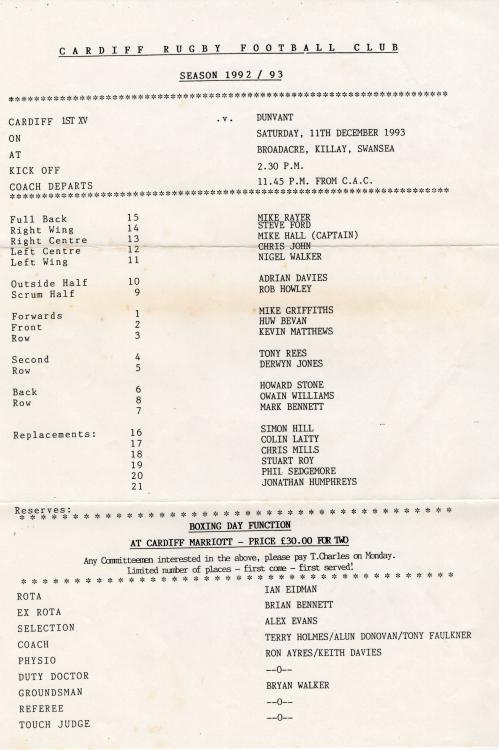 CARDIFF RUGBY FOOTBALL CLUB
SEASON 1992 / 93
*****************************************************************************
CARDIFF 1ST XV .v. DUNVANT
ON SATURDAY, 11TH DECEMBER 1993
AT BROADACRE, KILLAY, SWANSEA
KICK OFF 2.30 P.M.
COACH DEPARTS 11.45 P.M. FROM C.A.C.
*****************************************************************************
Full Back 15 MIKE RAYER
Right Wing 14 STEVE FORD
Right Centre 13 MIKE HALL (CAPTAIN)
Left Centre 12 CHRIS JOHN
Left Wing 11 NIGEL WALKER
Outside Half 10 ADRIAN DAVIES
Scrum Half 9 ROB HOWLEY
Forwards 1 MIKE GRIFFITHS
Front 2 HUW BEVAN
Row 3 KEVIN MATTHEWS
Second 4 TONY REES
Row 5 DERWYN JONES
Back 6 HOWARD STONE
Row 8 OWAIN WILLIAMS
7 MARK BENNETT
Replacements: 16 SIMON HILL
17 COLIN LAITY
18 CHRIS MILLS
19 STUART ROY
20 PHIL SEDGEMORE
21 JONATHAN HUMPHREYS
Reserves:
* * * * * * * * * * * * * * * * * * * * * * * * * * * * * * * * * * * * *
BOXING DAY FUNCTION
AT CARDIFF MARRIOTT - PRICE £30.00 FOR TWO
Any Committeemen interested in the above, please pay T.Charles on Monday.
Limited number of places - first come - first served!
* * * * * * * * * * * * * * * * * * * * * * * * * * * * * * * * * * * * *
ROTA IAN EIDMAN
EX ROTA BRIAN BENNETT
SELECTION ALEX EVANS
COACH TERRY HOLMES/ALUN DONOVAN/TONY FAULKNER
PHYSIO RON AYRES/KEITH DAVIES
DUTY DOCTOR --O--
GROUNDSMAN BRYAN WALKER
REFEREE --O--
TOUCH JUDGE --O--